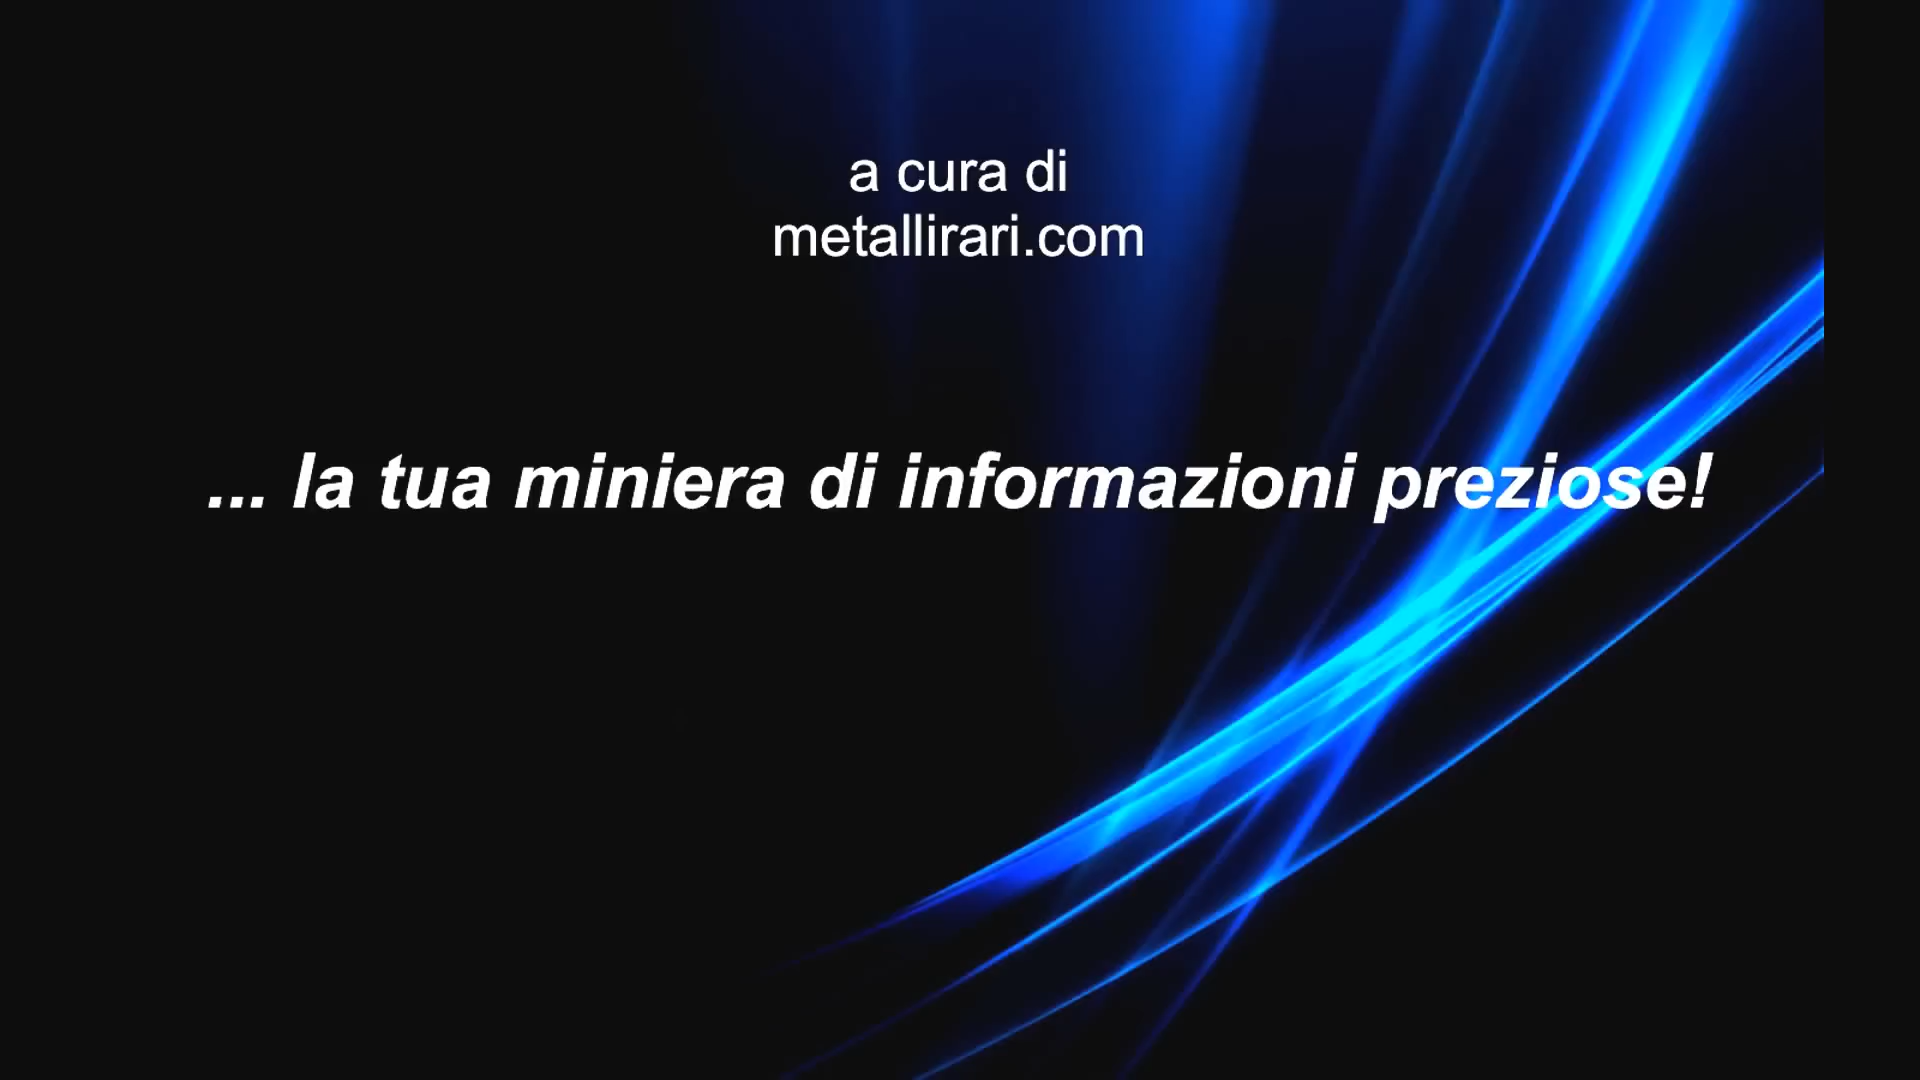 a cura di
metallirari.com
... la tua miniera di informazioni preziose!